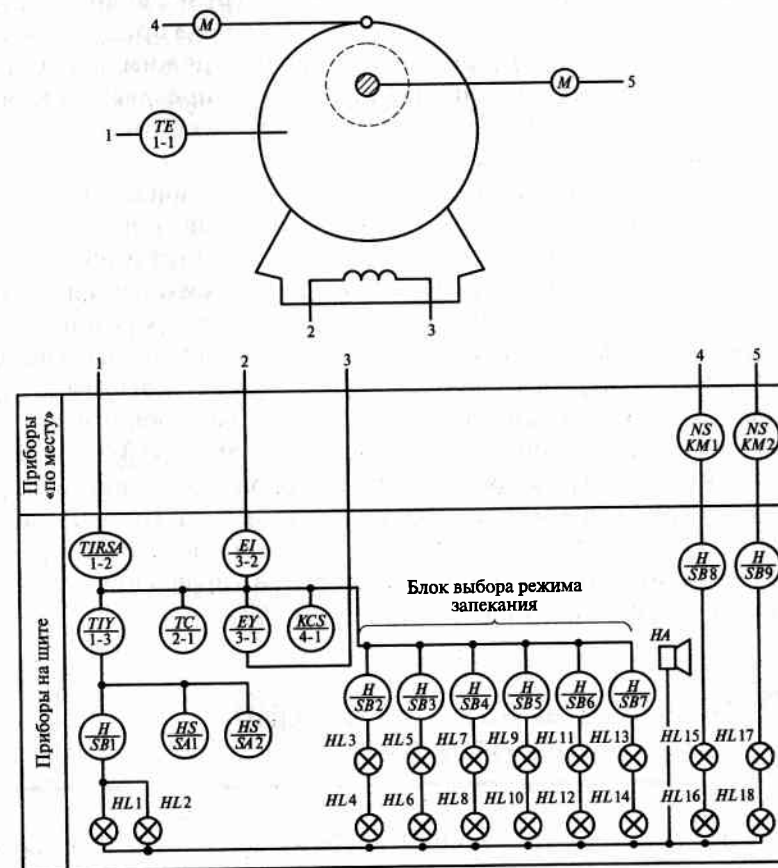 4 M
M 5
1 TE
1-1
2 3
1 2 3 4 5
Приборы
«по месту»
NS
KM1
NS
KM2
Приборы на щите
TIRSA
1-2
EI
3-2
H
SB8
H
SB9
Блок выбора режима
запекания
TIY
1-3
TC
2-1
EY
3-1
KCS
4-1
HA
H
SB1
HS
SA1
HS
SA2
H
SB2
H
SB3
H
SB4
H
SB5
H
SB6
H
SB7
HL3 HL5 HL7 HL9 HL11 HL13 HL15 HL17
HL1 HL2 HL4 HL6 HL8 HL10 HL12 HL14 HL16 HL18